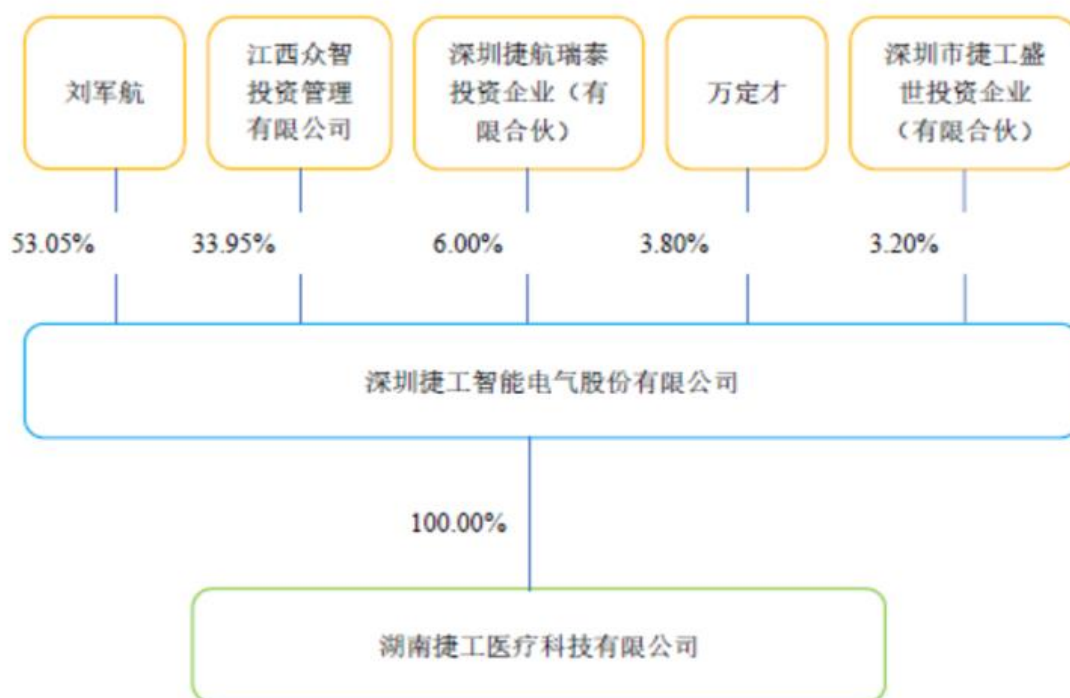 刘军航
江西众智
投资管理
有限公司
深圳捷航瑞泰
投资企业（有
限合伙）
万定才
深圳市捷工盛
世投资企业
（有限合伙）
53.05%
33.95%
6.00%
3.80%
3.20%
深圳捷工智能电气股份有限公司
100.00%
湖南捷工医疗科技有限公司